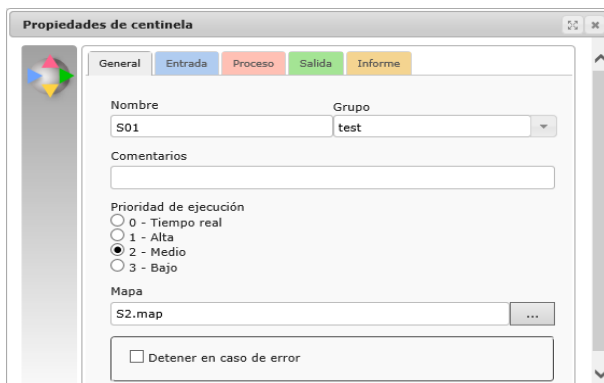 Propiedades de centinela
General Entrada Proceso Salida Informe
Nombre Grupo
S01 test
Comentarios
Prioridad de ejecución
0 - Tiempo real
1 - Alta
2 - Medio
3 - Bajo
Mapa
S2.map ...
Detener en caso de error